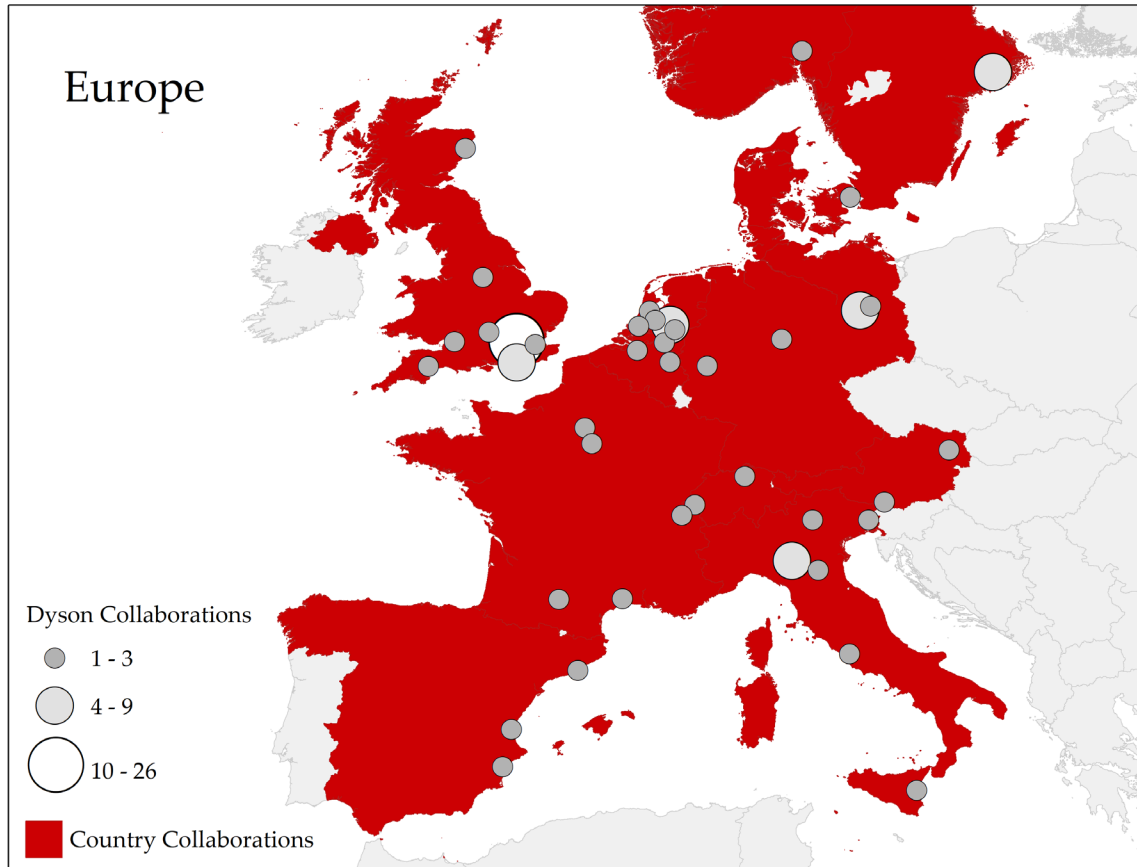 Europe
Dyson Collaborations
1 - 3
4 - 9
10 - 26
Country Collaborations